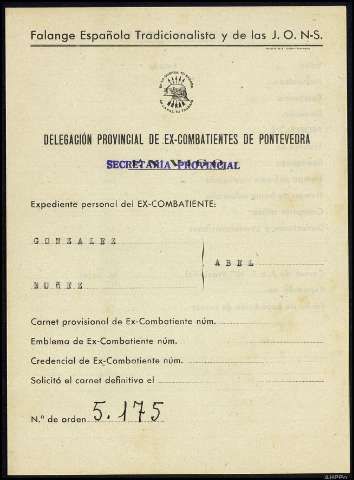 Falange Española Tradicionalista y de las J. O. N-S.
DELEGACIÓN PROVINCIAL DE EX-COMBATIENTES DE PONTEVEDRA
SECRETARÍA PROVINCIAL
Expediente personal del EX-COMBATIENTE:
GONZALEZ
ABEL
NUÑEZ
Carnet provisional de Ex-Combatiente núm.
Emblema de Ex-Combatiente núm.
Credencial de Ex-Combatiente núm.
Solicitó el carnet definitivo el
N.º de orden 5.175
AHPPo